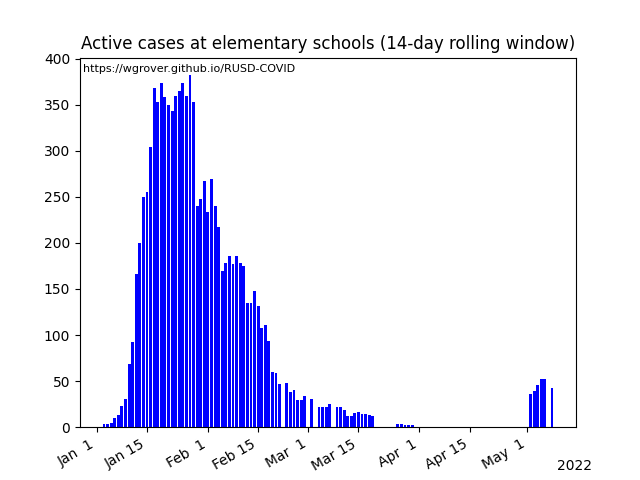 Active cases at elementary schools (14-day rolling window)
https://wgrover.github.io/RUSD-COVID
400
350
300
250
200
150
100
50
0
Jan 1
Jan 15
Feb 1
Feb 15
Mar 1
Mar 15
Apr 1
Apr 15
May 1
2022